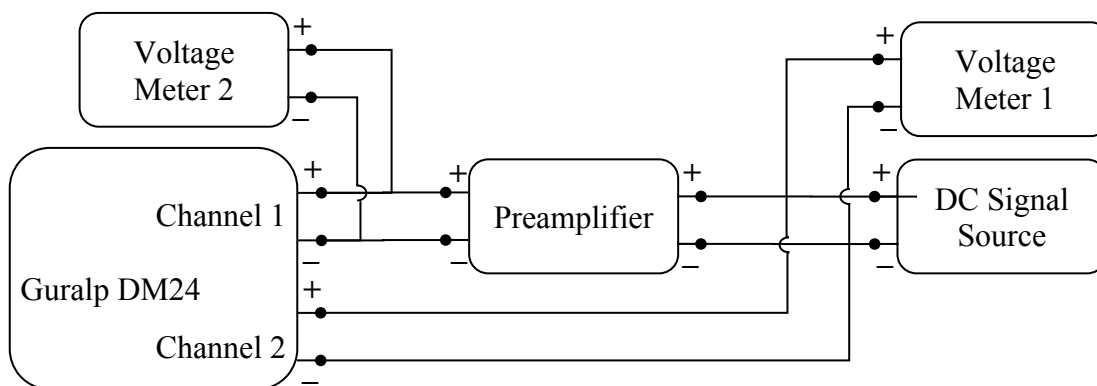 +
Voltage
Meter 2
–
+
Voltage
Meter 1
–
+
Channel 1
–
Guralp DM24
+
Channel 2
–
+
Preamplifier
–
+
–
+
DC Signal
Source
–